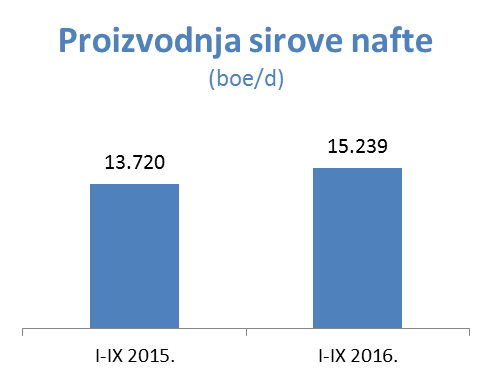 Proizvodnja sirove nafte
(boe/d)
13.720
15.239
I-IX 2015.
I-IX 2016.